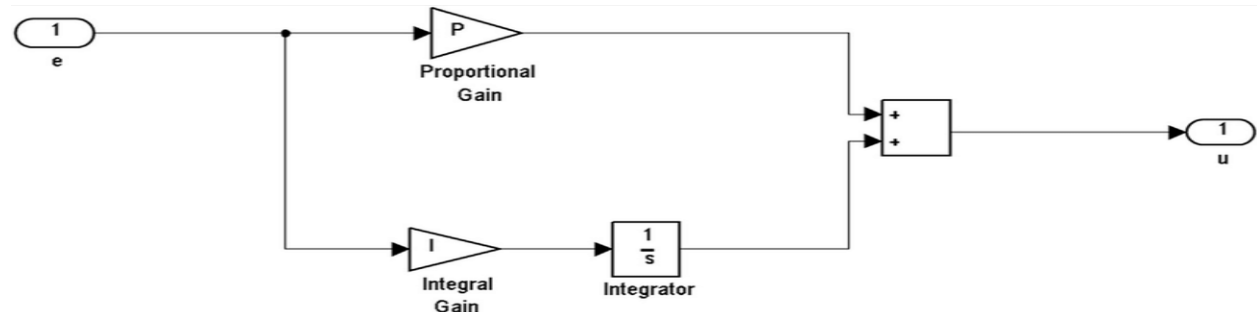 1
e
P
Proportional
Gain
+
+
1
u
I
Integral
Gain
1
s
Integrator